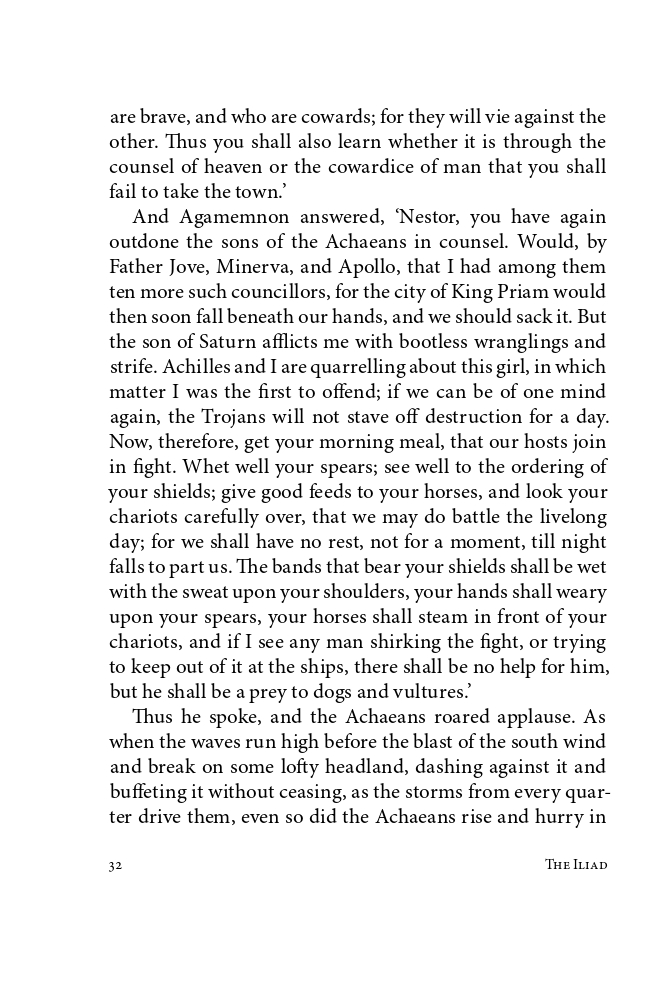 are brave, and who are cowards; for they will vie against the
other. Thus you shall also learn whether it is through the
counsel of heaven or the cowardice of man that you shall
fail to take the town.’
And Agamemnon answered, ‘Nestor, you have again
outdone the sons of the Achaeans in counsel. Would, by
Father Jove, Minerva, and Apollo, that I had among them
ten more such councillors, for the city of King Priam would
then soon fall beneath our hands, and we should sack it. But
the son of Saturn afflicts me with bootless wranglings and
strife. Achilles and I are quarrelling about this girl, in which
matter I was the first to offend; if we can be of one mind
again, the Trojans will not stave off destruction for a day.
Now, therefore, get your morning meal, that our hosts join
in fight. Whet well your spears; see well to the ordering of
your shields; give good feeds to your horses, and look your
chariots carefully over, that we may do battle the livelong
day; for we shall have no rest, not for a moment, till night
falls to part us. The bands that bear your shields shall be wet
with the sweat upon your shoulders, your hands shall weary
upon your spears, your horses shall steam in front of your
chariots, and if I see any man shirking the fight, or trying
to keep out of it at the ships, there shall be no help for him,
but he shall be a prey to dogs and vultures.’
Thus he spoke, and the Achaeans roared applause. As
when the waves run high before the blast of the south wind
and break on some lofty headland, dashing against it and
buffeting it without ceasing, as the storms from every quar-
ter drive them, even so did the Achaeans rise and hurry in
32
The Iliad